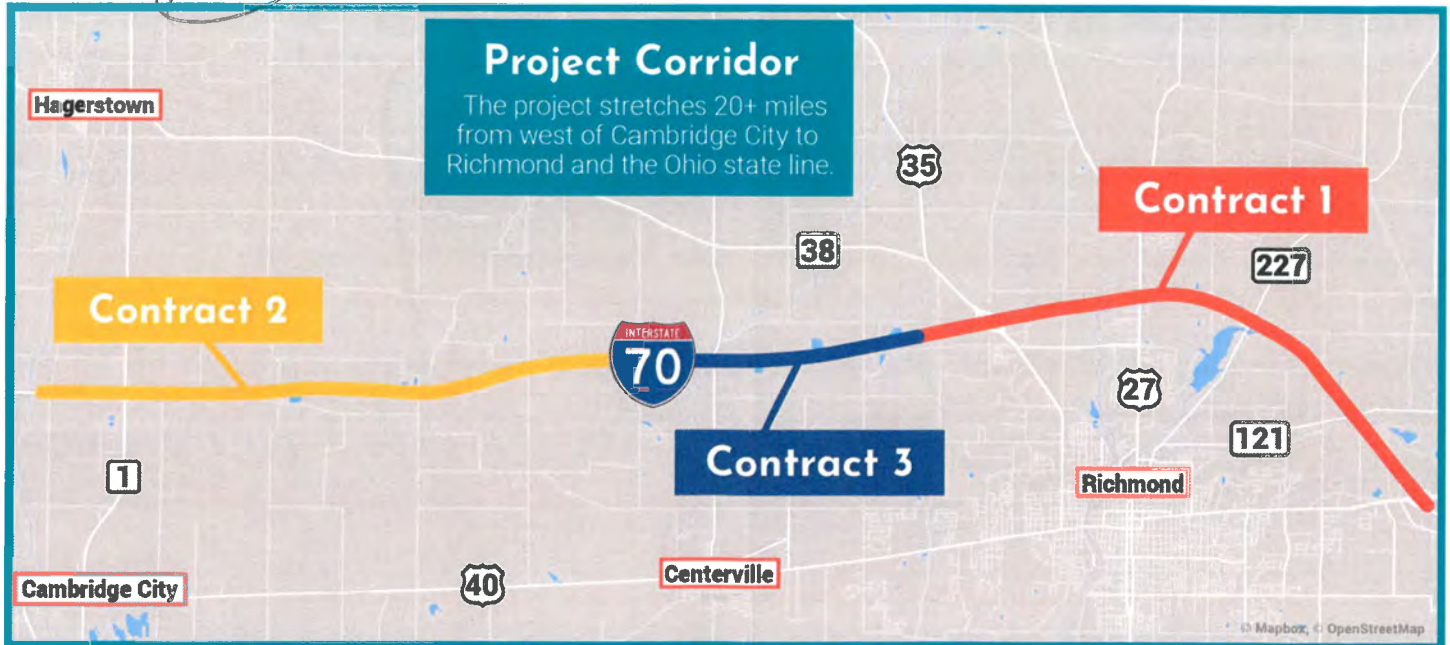 Project Corridor
The project stretches 20+ miles
from west of Cambridge City to
Richmond and the Ohio state line.
Hagerstown
35
Contract 1
38
227
Contract 2
INTERSTATE
70
27
121
Contract 3
1
Richmond
Centerville
40
Cambridge City
© Mapbox, © OpenStreetMap